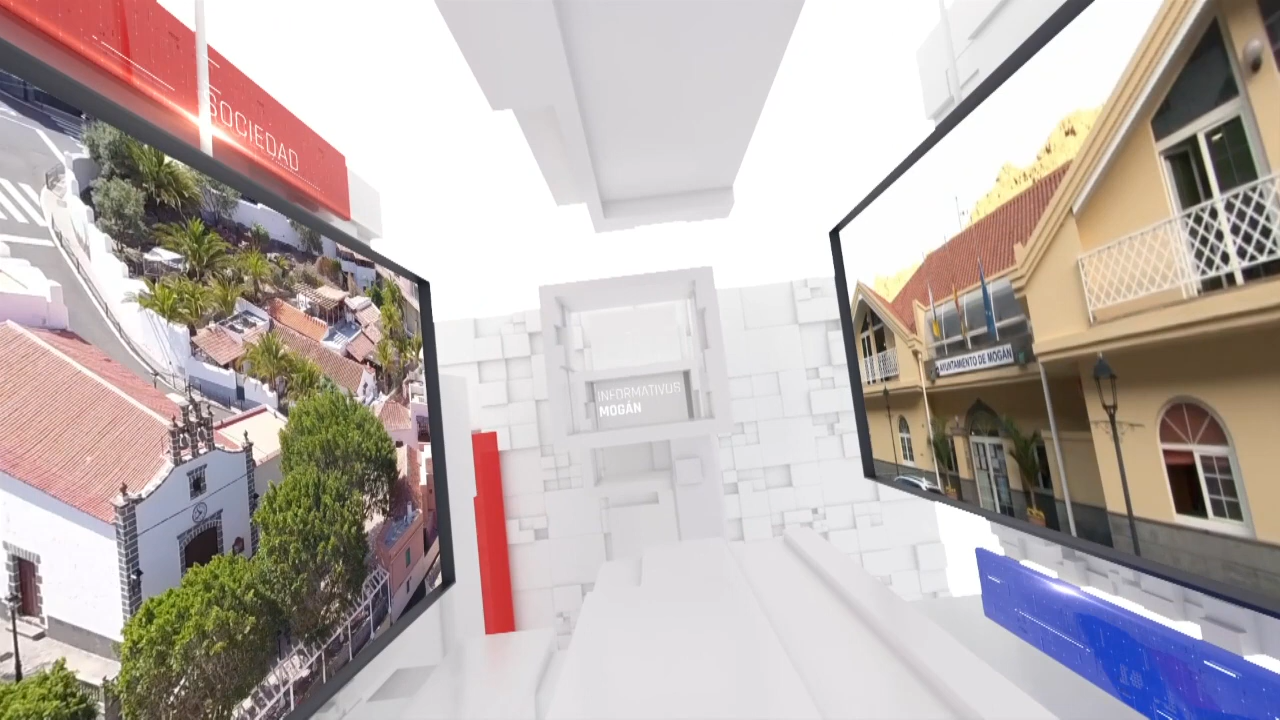 SOCIEDAD
INFORMATIVOS
MOGÁN
AYUNTAMIENTO DE MOGÁN